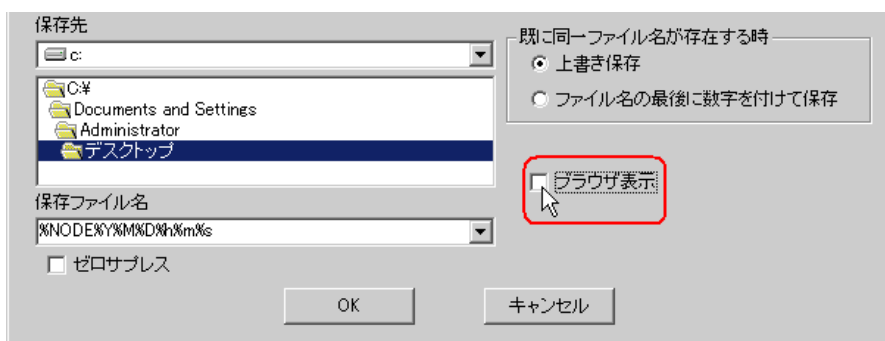 保存先
c:
C:¥
Documents and Settings
Administrator
デスクトップ
保存ファイル名
%NODE%Y%M%D%h%m%s
ゼロサプレス
既に同一ファイル名が存在する時
上書き保存
ファイル名の最後に数字を付けて保存
ブラウザ表示
OK
キャンセル